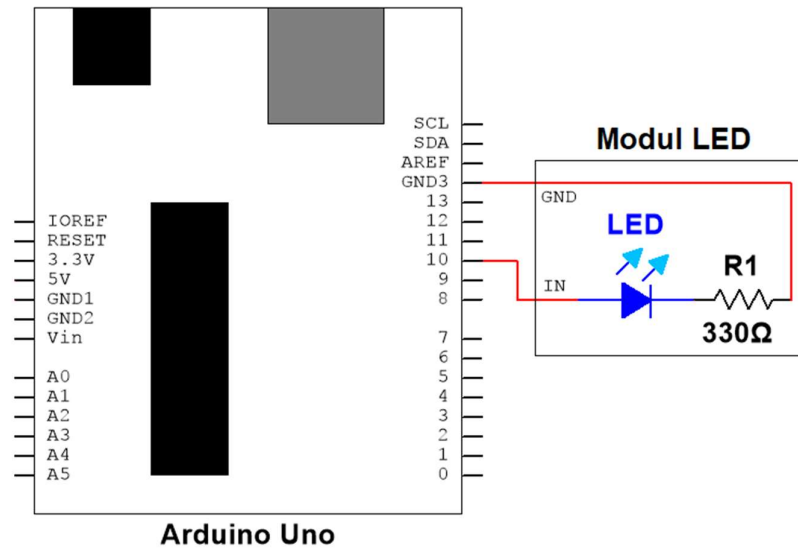 SCL
SDA
AREF
GND3
13
12
11
10
9
8
7
6
5
4
3
2
1
0
IOREF
RESET
3.3V
5V
GND1
GND2
Vin
A0
A1
A2
A3
A4
A5
Arduino Uno
Modul LED
GND
LED
IN
R1
330Ω